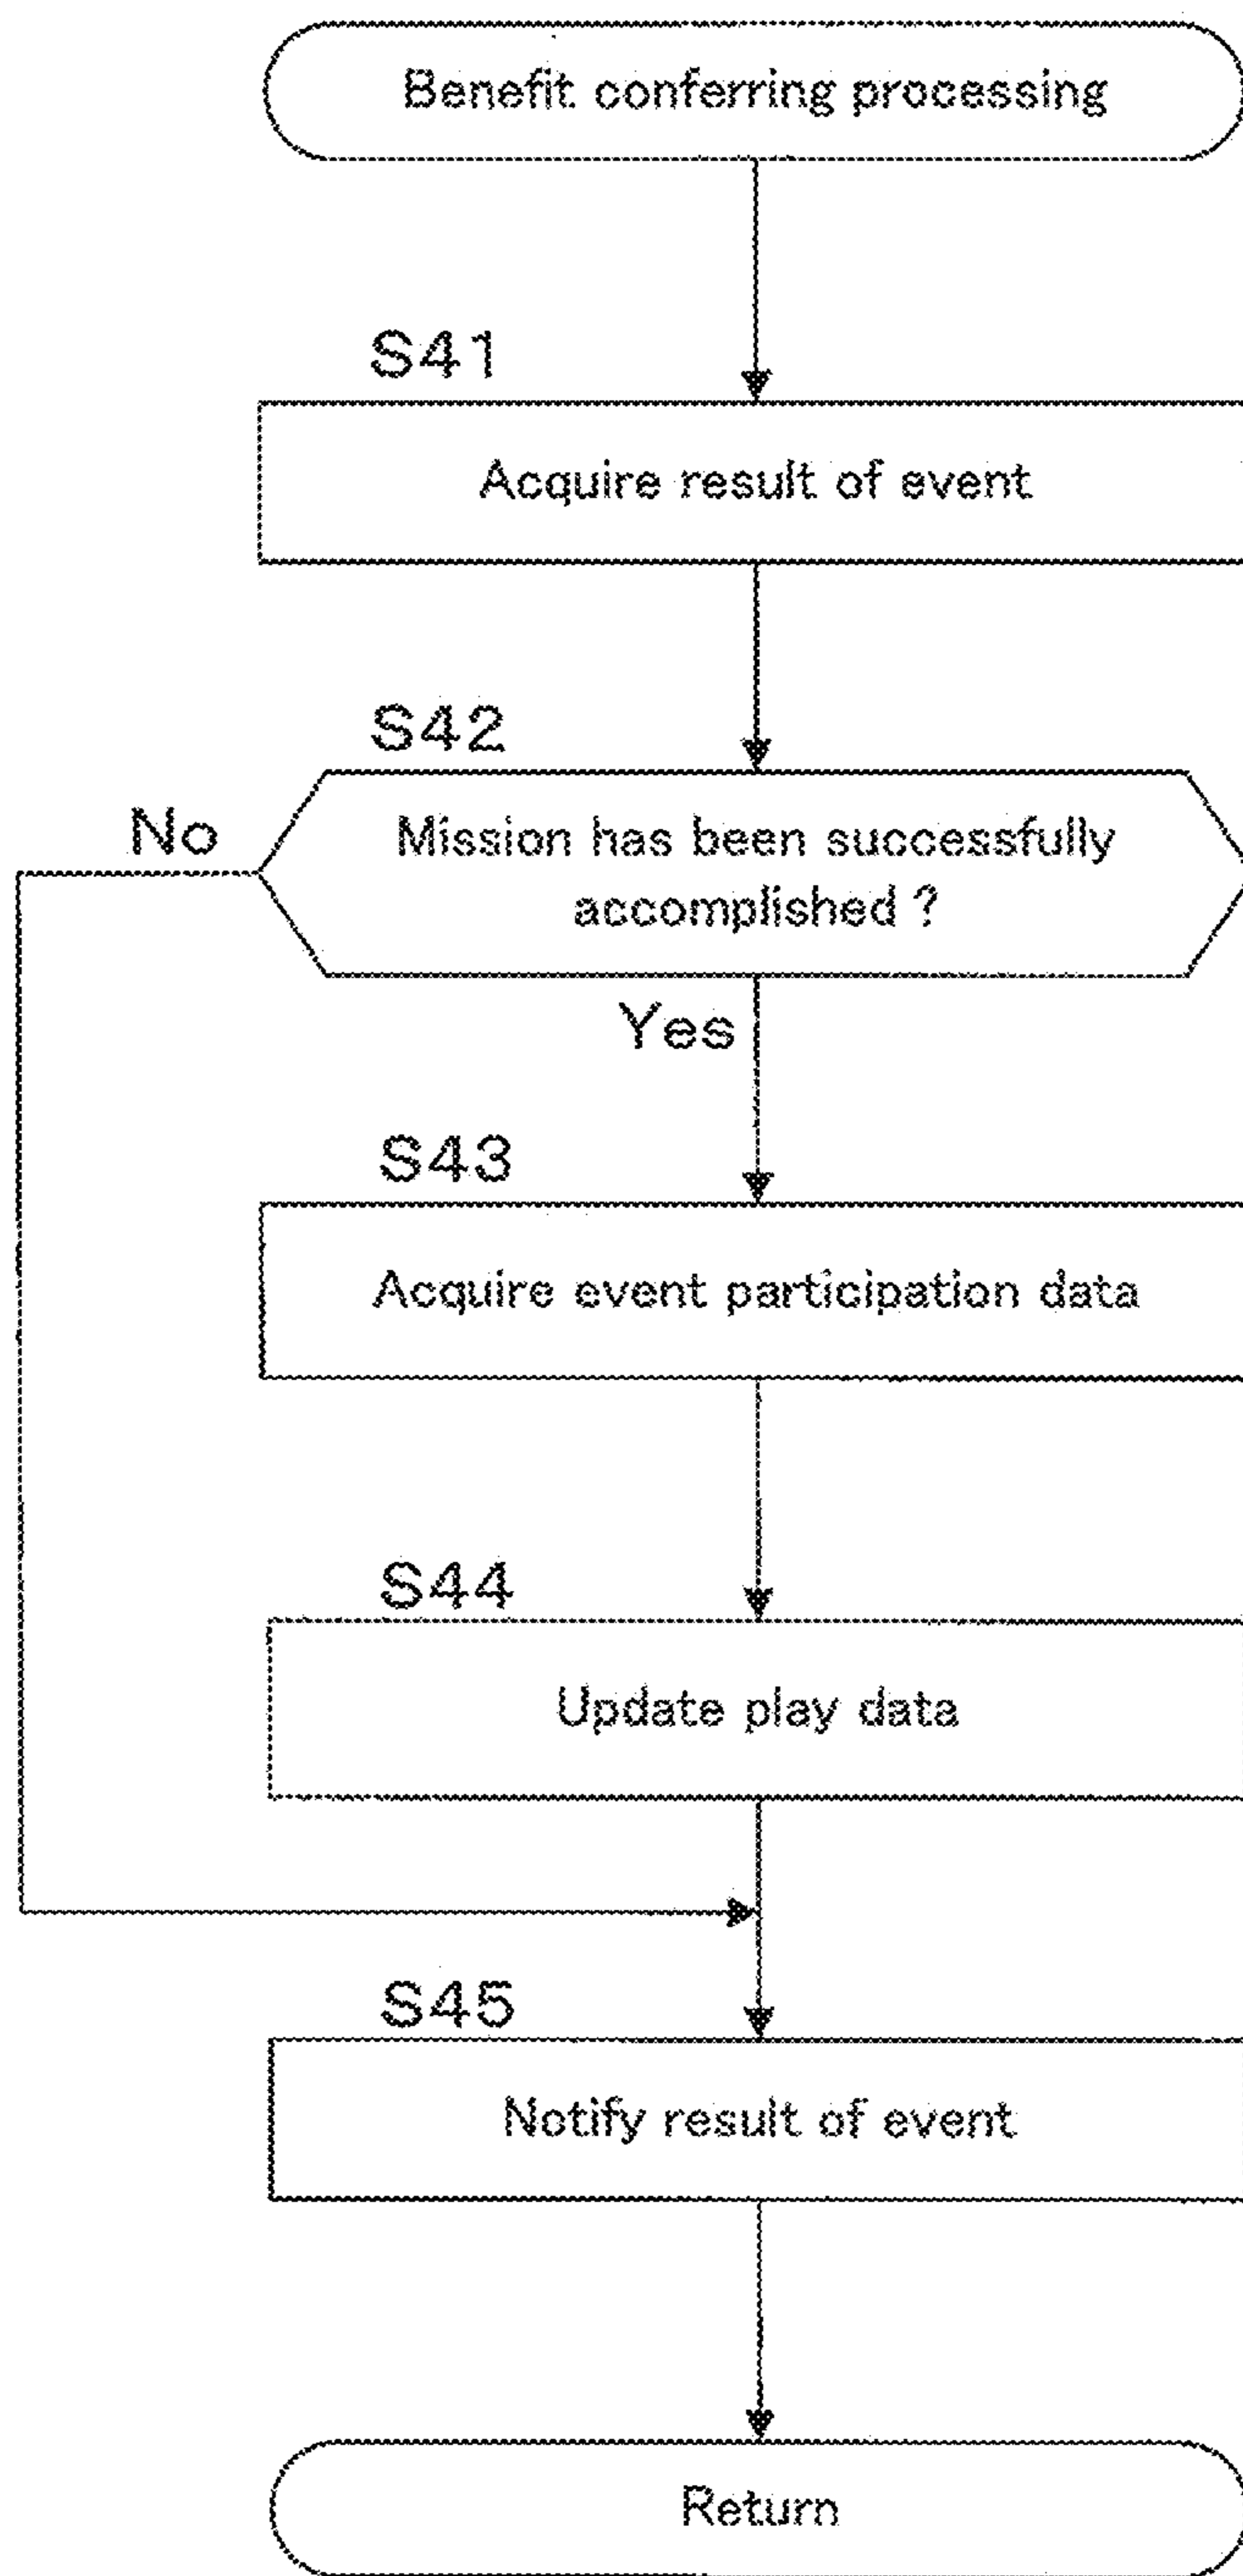 Benefit conferring processing
S41
Acquire result of event
S42
No
Mission has been successfully
accomplished ?
Yes
S43
Acquire event participation data
S44
Update play data
S45
Notify result of event
Return